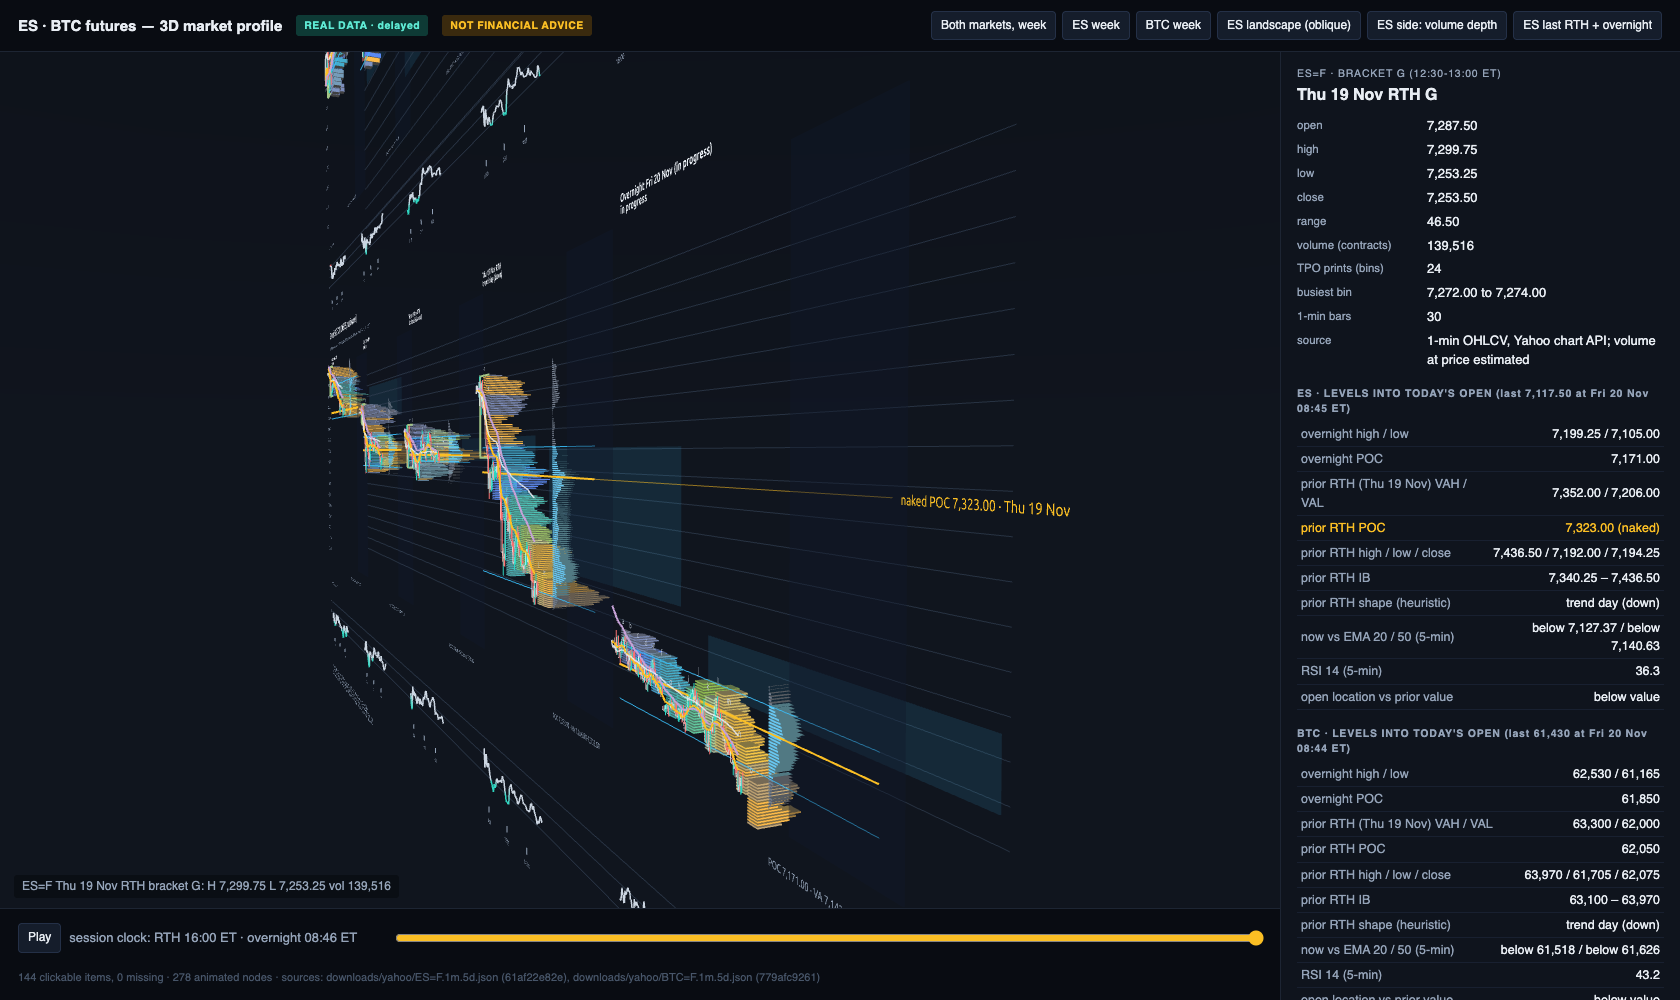 ES · BTC futures — 3D market profile
REAL DATA · delayed
NOT FINANCIAL ADVICE
Both markets, week
ES week
BTC week
ES landscape (oblique)
ES side: volume depth
ES last RTH + overnight
Overnight Fri 20 Nov (in progress)
in progress
naked POC 7,323.00 · Thu 19 Nov
POC 7,171.00 · VA
ES=F Thu 19 Nov RTH bracket G: H 7,299.75 L 7,253.25 vol 139,516
Play
session clock: RTH 16:00 ET · overnight 08:46 ET
144 clickable items, 0 missing · 278 animated nodes · sources: downloads/yahoo/ES=F.1m.5d.json (61af22e82e), downloads/yahoo/BTC=F.1m.5d.json (779afc9261)
ES=F · BRACKET G (12:30-13:00 ET)
Thu 19 Nov RTH G
open 7,287.50
high 7,299.75
low 7,253.25
close 7,253.50
range 46.50
volume (contracts) 139,516
TPO prints (bins) 24
busiest bin 7,272.00 to 7,274.00
1-min bars 30
source 1-min OHLCV, Yahoo chart API; volume
at price estimated
ES · LEVELS INTO TODAY'S OPEN (last 7,117.50 at Fri 20 Nov
08:45 ET)
overnight high / low 7,199.25 / 7,105.00
overnight POC 7,171.00
prior RTH (Thu 19 Nov) VAH /
VAL 7,352.00 / 7,206.00
prior RTH POC 7,323.00 (naked)
prior RTH high / low / close 7,436.50 / 7,192.00 / 7,194.25
prior RTH IB 7,340.25 – 7,436.50
prior RTH shape (heuristic) trend day (down)
now vs EMA 20 / 50 (5-min) below 7,127.37 / below
7,140.63
RSI 14 (5-min) 36.3
open location vs prior value below value
BTC · LEVELS INTO TODAY'S OPEN (last 61,430 at Fri 20 Nov
08:44 ET)
overnight high / low 62,530 / 61,165
overnight POC 61,850
prior RTH (Thu 19 Nov) VAH / VAL 63,300 / 62,000
prior RTH POC 62,050
prior RTH high / low / close 63,970 / 61,705 / 62,075
prior RTH IB 63,100 – 63,970
prior RTH shape (heuristic) trend day (down)
now vs EMA 20 / 50 (5-min) below 61,518 / below 61,626
RSI 14 (5-min) 43.2
open location vs prior value below value